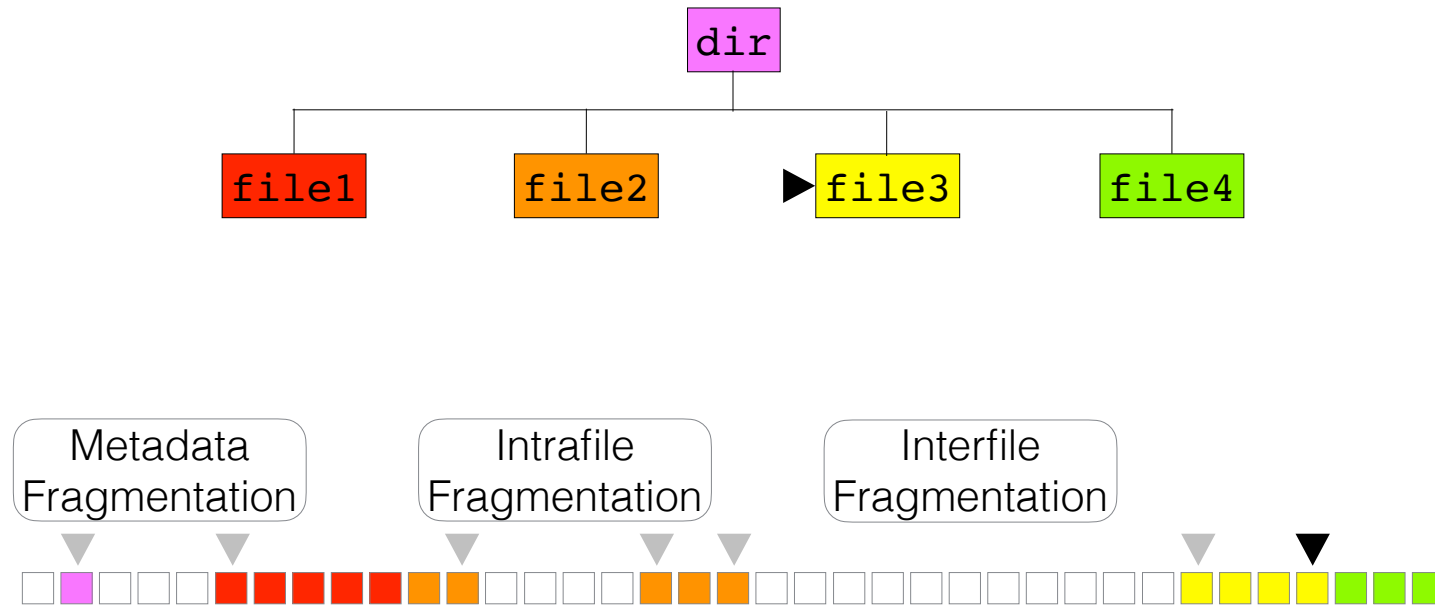 dir
file1
file2
file3
file4
Metadata
Fragmentation
Intrafile
Fragmentation
Interfile
Fragmentation